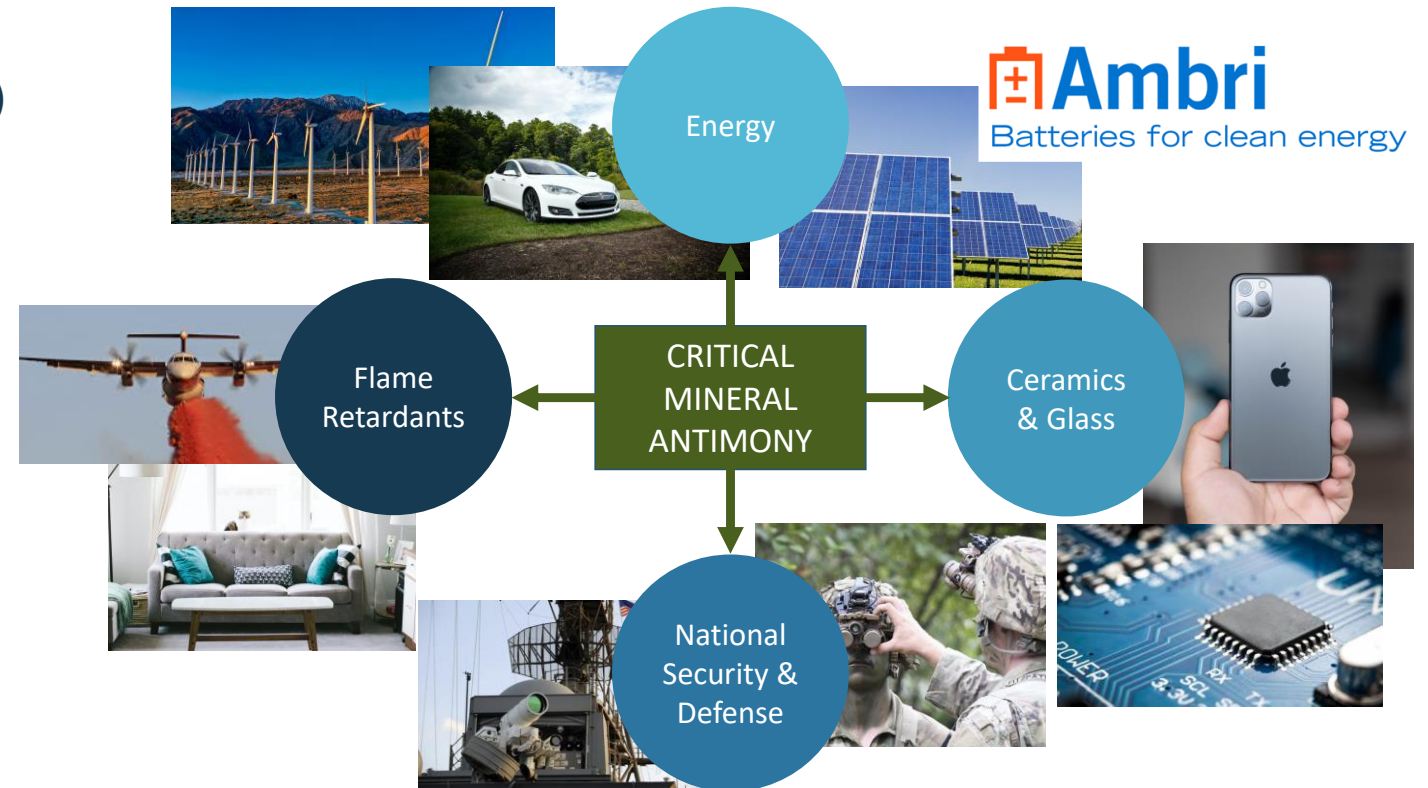 Energy
Ambri
Batteries for clean energy
Flame
Retardants
CRITICAL
MINERAL
ANTIMONY
Ceramics
& Glass
National
Security &
Defense
POWER
3.3V
SCL
RX
TX
UN